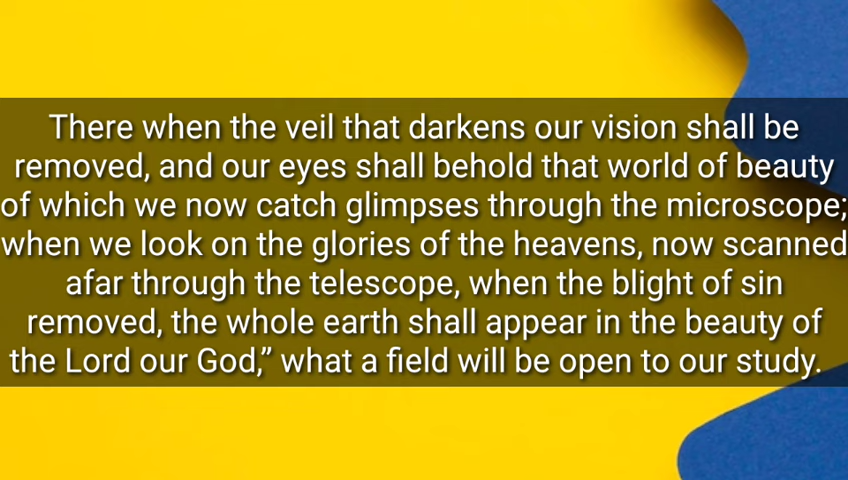 There when the veil that darkens our vision shall be
removed, and our eyes shall behold that world of beauty
of which we now catch glimpses through the microscope;
when we look on the glories of the heavens, now scanned
afar through the telescope, when the blight of sin
removed, the whole earth shall appear in the beauty of
the Lord our God,” what a field will be open to our study.